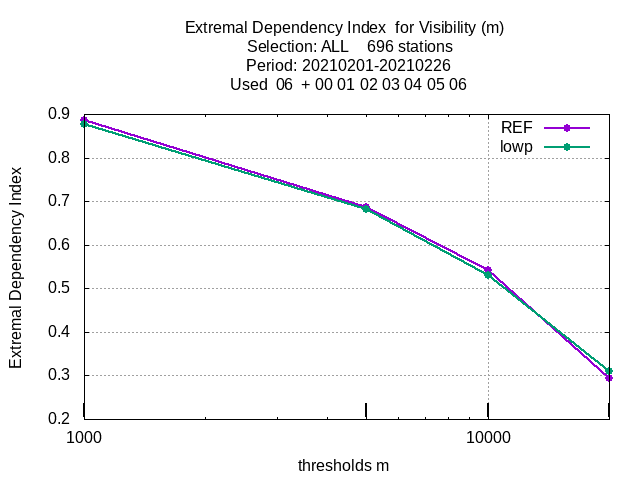 Extremal Dependency Index  for Visibility (m)
Selection: ALL    696 stations
Period: 20210201-20210226
Used  06  + 00 01 02 03 04 05 06
REF
lowp
0.9
0.8
0.7
0.6
0.5
0.4
0.3
0.2
Extremal Dependency Index
1000
10000
thresholds m